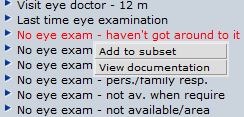 Visit eye doctor - 12 m
Last time eye examination
No eye exam - haven't got around to it
No eye exam
Add to subset
No eye exam
View documentation
No eye exam - pers./family resp.
No eye exam - not av. when require
No eye exam - not available/area